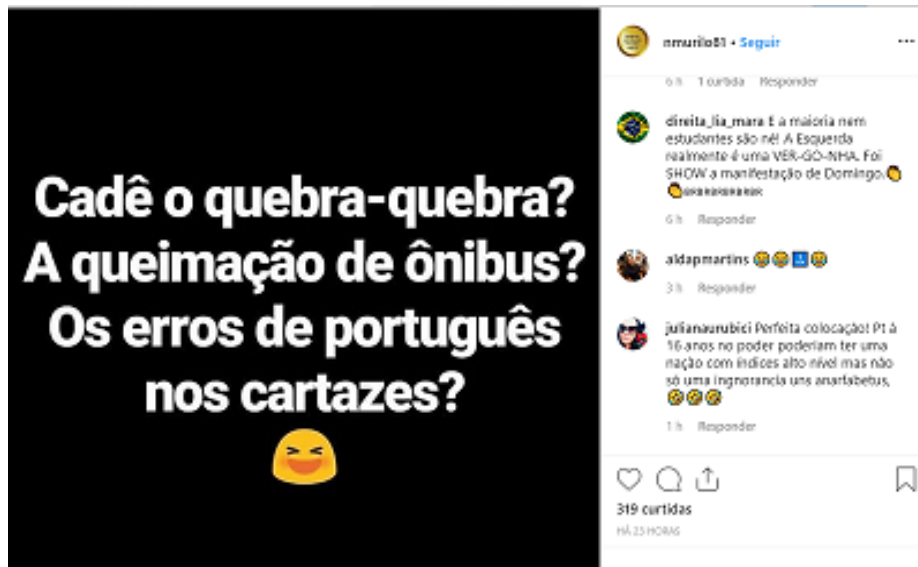 Cadê o quebra-quebra?
A queimação de ônibus?
Os erros de português
nos cartazes?
nmurilo81 • Seguir
6 h 1 curtida Responder
direita_lia_mara E a maioria nem
estudantes são né! A Esquerda
realmente é uma VER-GO-NHA. Foi
SHOW a manifestação de Domingo.
6 h Responder
aldapmartins
3 h Responder
julianaurubici Perfeita colocação! Pt à
16 anos no poder poderiam ter uma
nação com índices alto nível mas não
só uma ingnorancia uns anarfabetus,
1 h Responder
319 curtidas
HÁ 23 HORAS